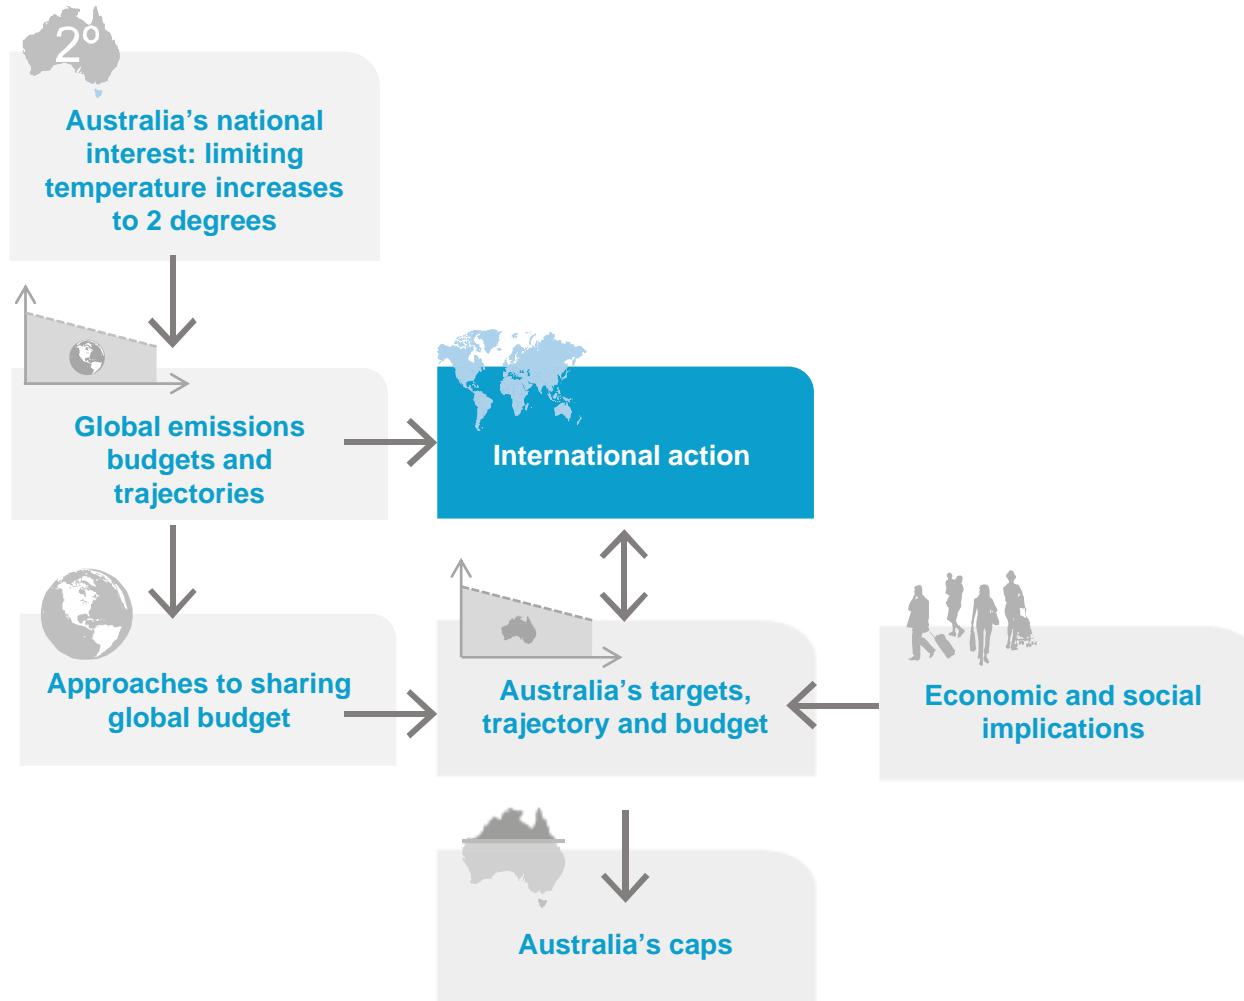 2º
Australia’s national
interest: limiting
temperature increases
to 2 degrees
Global emissions
budgets and
trajectories
International action
Approaches to sharing
global budget
Australia’s targets,
trajectory and budget
Economic and social
implications
Australia’s caps